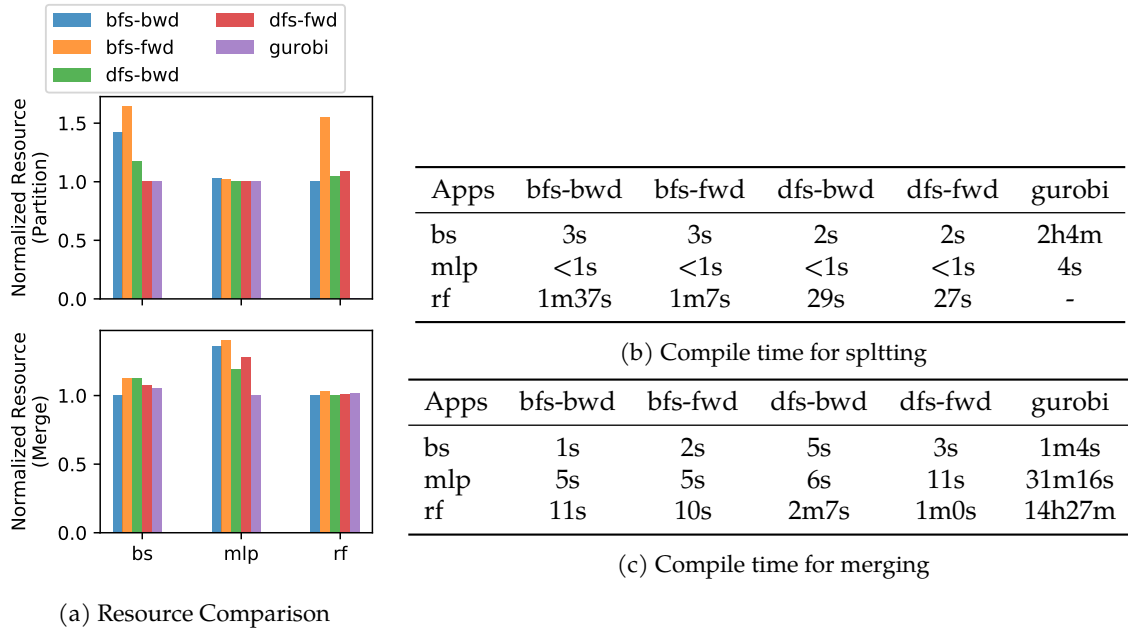 bfs-bwd
bfs-fwd
dfs-bwd
dfs-fwd
gurobi
Normalized Resource
(Partition)
1.5
1.0
0.5
0.0
Normalized Resource
(Merge)
1.0
0.5
0.0
bs mlp rf
(a) Resource Comparison
Apps bfs-bwd bfs-fwd dfs-bwd dfs-fwd gurobi
bs 3s 3s 2s 2s 2h4m
mlp <1s <1s <1s <1s 4s
rf 1m37s 1m7s 29s 27s -
(b) Compile time for spltting
Apps bfs-bwd bfs-fwd dfs-bwd dfs-fwd gurobi
bs 1s 2s 5s 3s 1m4s
mlp 5s 5s 6s 11s 31m16s
rf 11s 10s 2m7s 1m0s 14h27m
(c) Compile time for merging